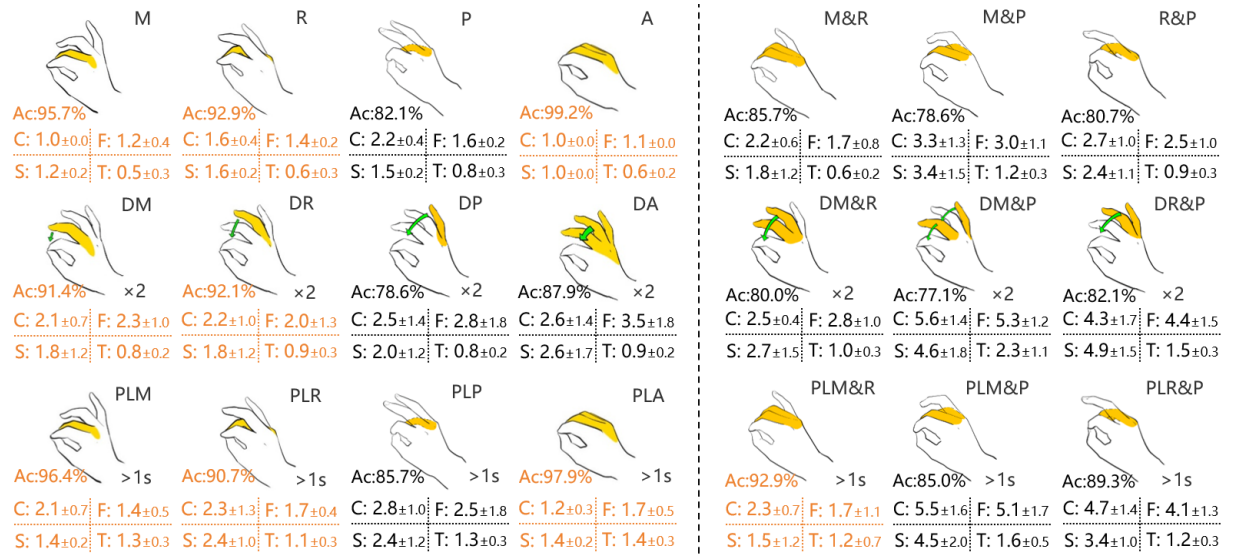 M R P A M&R M&P R&P
Ac:95.7% Ac:92.9% Ac:82.1% Ac:99.2% Ac:85.7% Ac:78.6% Ac:80.7%
C: 1.0±0.0 F: 1.2±0.4 C: 1.6±0.4 F: 1.4±0.2 C: 2.2±0.4 F: 1.6±0.2 C: 1.0±0.0 F: 1.1±0.0 C: 2.2±0.6 F: 1.7±0.8 C: 3.3±1.3 F: 3.0±1.1 C: 2.7±1.0 F: 2.5±1.0
S: 1.2±0.2 T: 0.5±0.3 S: 1.6±0.2 T: 0.6±0.3 S: 1.5±0.2 T: 0.8±0.3 S: 1.0±0.0 T: 0.6±0.2 S: 1.8±1.2 T: 0.6±0.2 S: 3.4±1.5 T: 1.2±0.3 S: 2.4±1.1 T: 0.9±0.3
DM DR DP DA DM&R DM&P DR&P
Ac:91.4% ×2 Ac:92.1% ×2 Ac:78.6% ×2 Ac:87.9% ×2 Ac:80.0% ×2 Ac:77.1% ×2 Ac:82.1% ×2
C: 2.1±0.7 F: 2.3±1.0 C: 2.2±1.0 F: 2.0±1.3 C: 2.5±1.4 F: 2.8±1.8 C: 2.6±1.4 F: 3.5±1.8 C: 2.5±0.4 F: 2.8±1.0 C: 5.6±1.4 F: 5.3±1.2 C: 4.3±1.7 F: 4.4±1.5
S: 1.8±1.2 T: 0.8±0.2 S: 1.8±1.2 T: 0.9±0.3 S: 2.0±1.2 T: 0.8±0.2 S: 2.6±1.7 T: 0.9±0.2 S: 2.7±1.5 T: 1.0±0.3 S: 4.6±1.8 T: 2.3±1.1 S: 4.9±1.5 T: 1.5±0.3
PLM PLR PLP PLA PLM&R PLM&P PLR&P
Ac:96.4% >1s Ac:90.7% >1s Ac:85.7% >1s Ac:97.9% >1s Ac:92.9% >1s Ac:85.0% >1s Ac:89.3% >1s
C: 2.1±0.7 F: 1.4±0.5 C: 2.3±1.3 F: 1.7±0.4 C: 2.8±1.0 F: 2.5±1.8 C: 1.2±0.3 F: 1.7±0.5 C: 2.3±0.7 F: 1.7±1.1 C: 5.5±1.6 F: 5.1±1.7 C: 4.7±1.4 F: 4.1±1.3
S: 1.4±0.2 T: 1.3±0.3 S: 2.4±1.0 T: 1.1±0.3 S: 2.4±1.2 T: 1.3±0.3 S: 1.4±0.2 T: 1.4±0.3 S: 1.5±1.2 T: 1.2±0.7 S: 4.5±2.0 T: 1.6±0.5 S: 3.4±1.0 T: 1.2±0.3